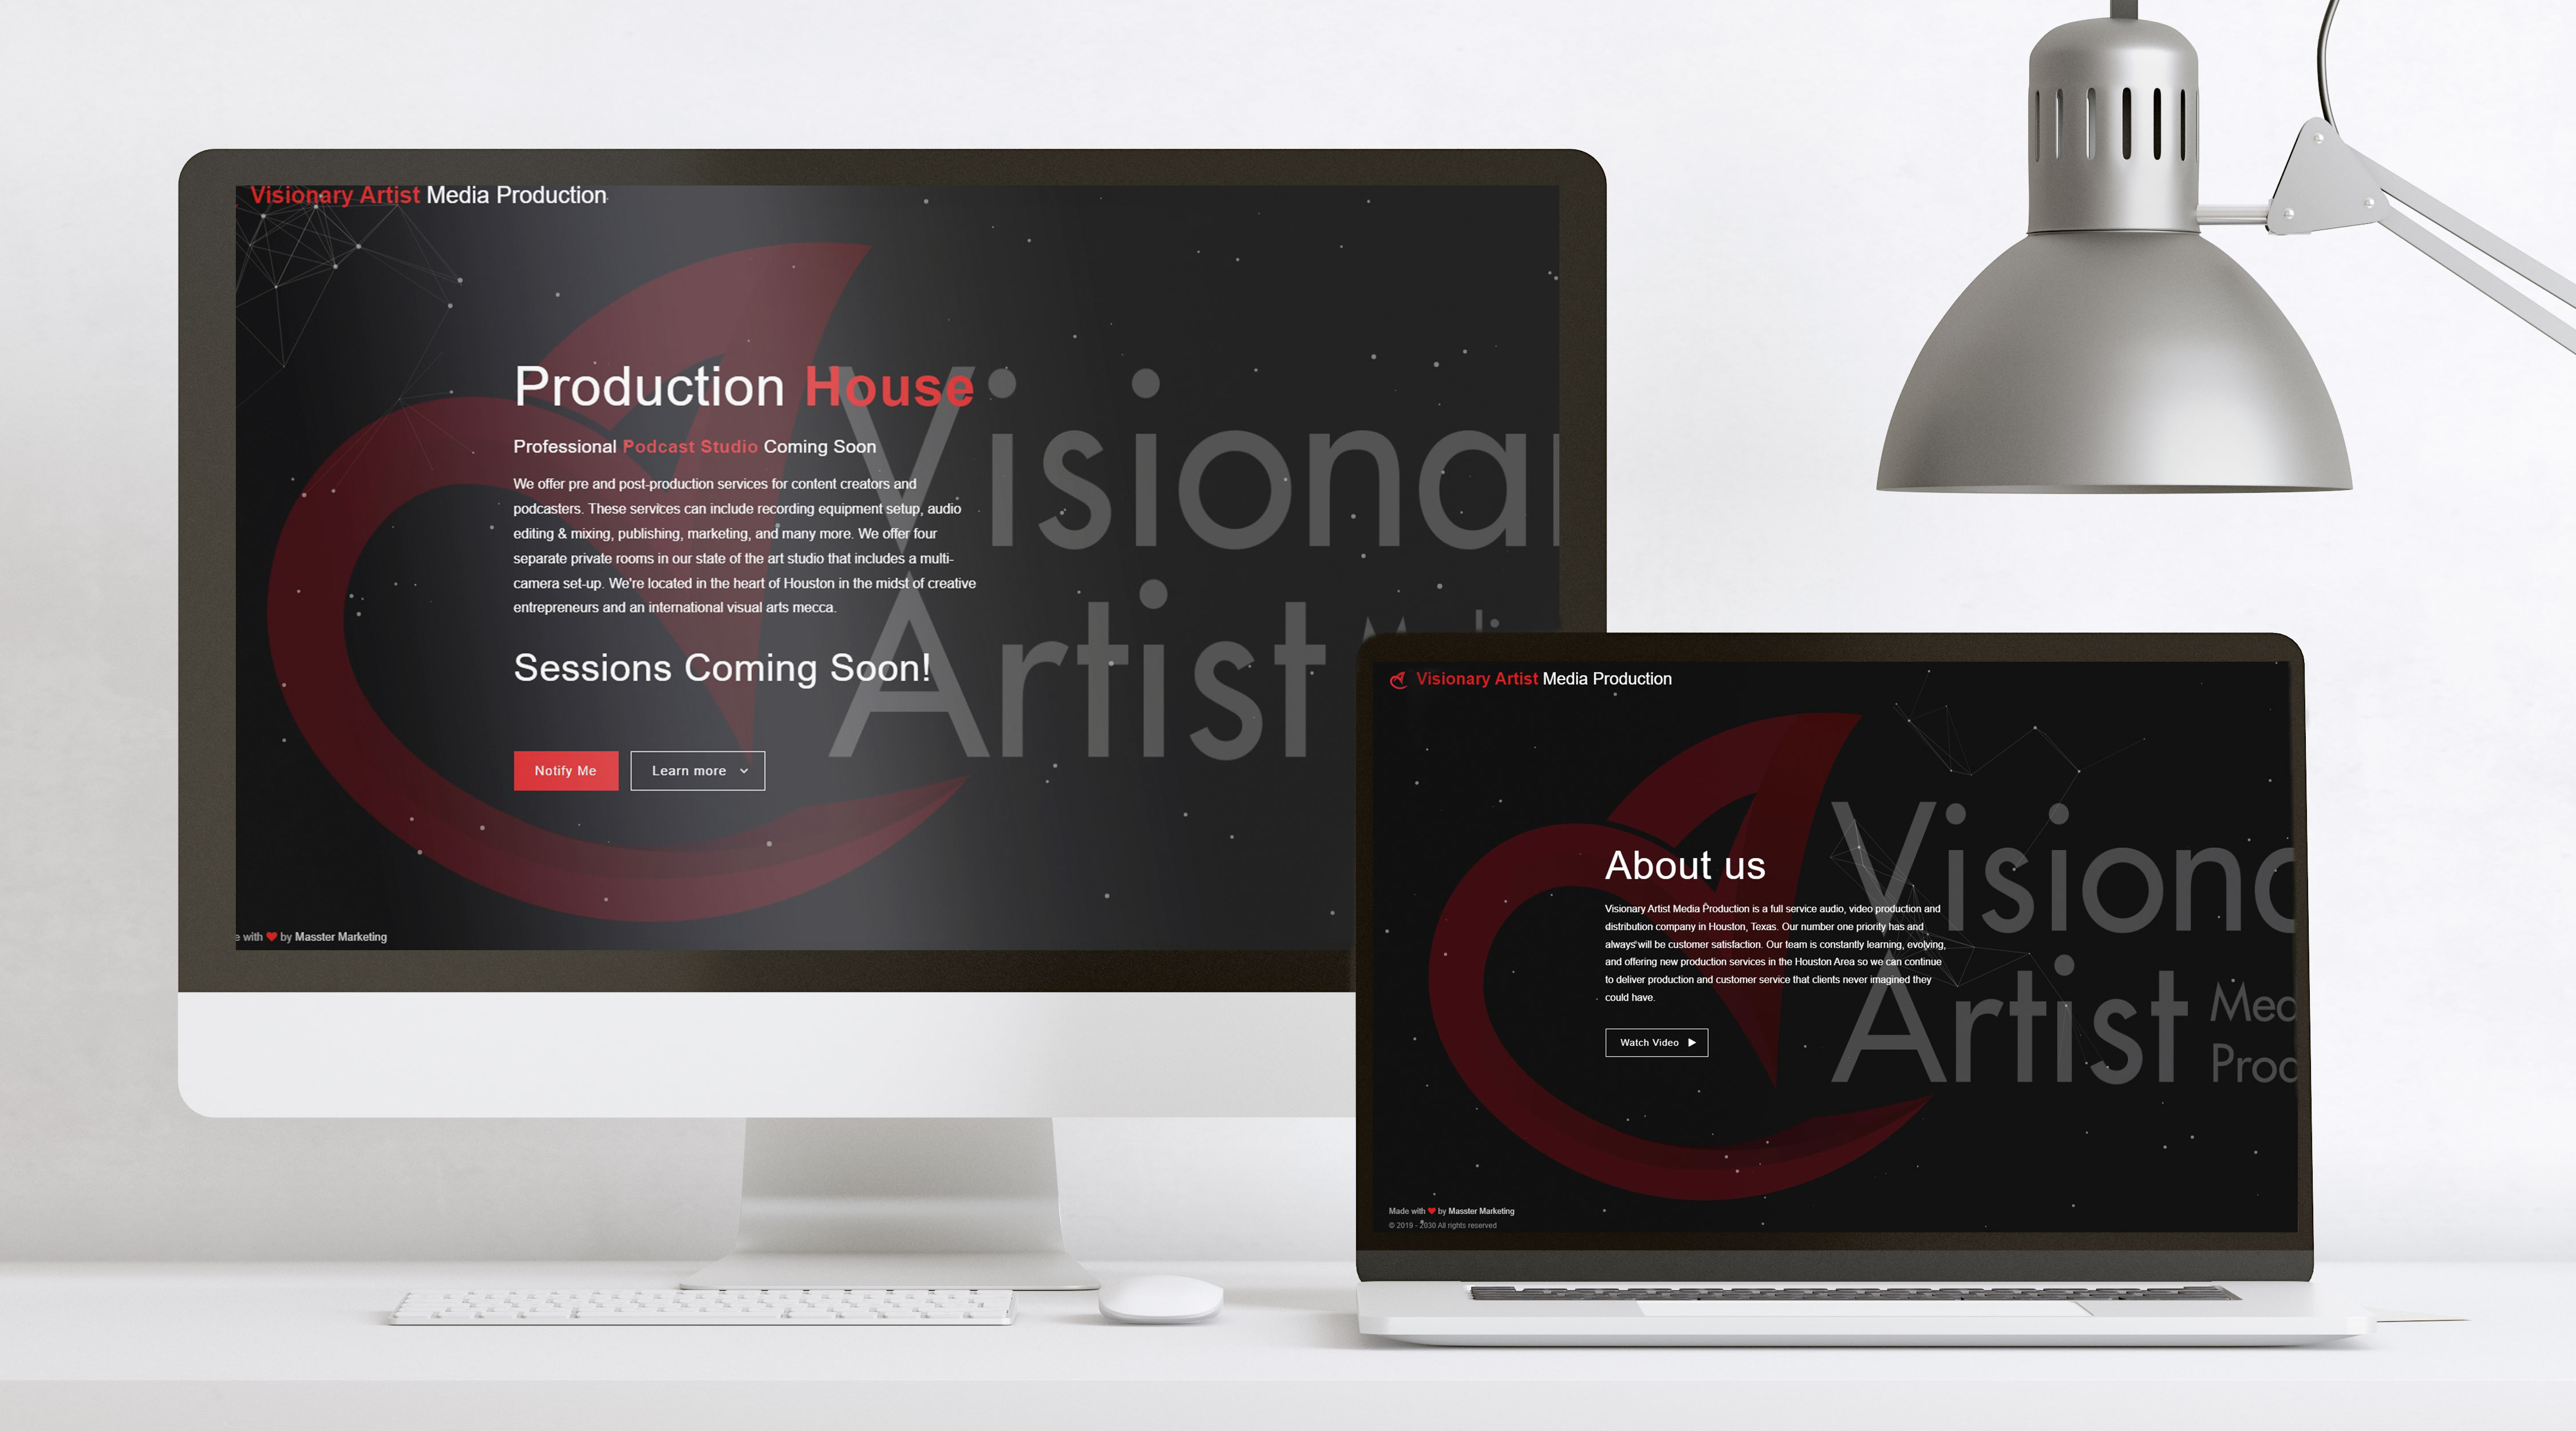 Visionary Artist Media Production
Production House
Professional Podcast Studio Coming Soon
We offer pre and post-production services for content creators and
podcasters. These services can include recording equipment setup, audio
editing & mixing, publishing, marketing, and many more. We offer four
separate private rooms in our state of the art studio that includes a multi-
camera set-up. We're located in the heart of Houston in the midst of creative
entrepreneurs and an international visual arts mecca.
Sessions Coming Soon!
Notify Me
Learn more
e with ❤ by Masster Marketing
Visionar
Artist Medi
Visionary Artist Media Production
About us
Visionary Artist Media Production is a full service audio, video production and
distribution company in Houston, Texas. Our number one priority has and
always will be customer satisfaction. Our team is constantly learning, evolving,
and offering new production services in the Houston Area so we can continue
to deliver production and customer service that clients never imagined they
could have.
Watch Video
Made with ❤ by Masster Marketing
© 2019 - 2030 All rights reserved
Visiona
Artist Med
Prod